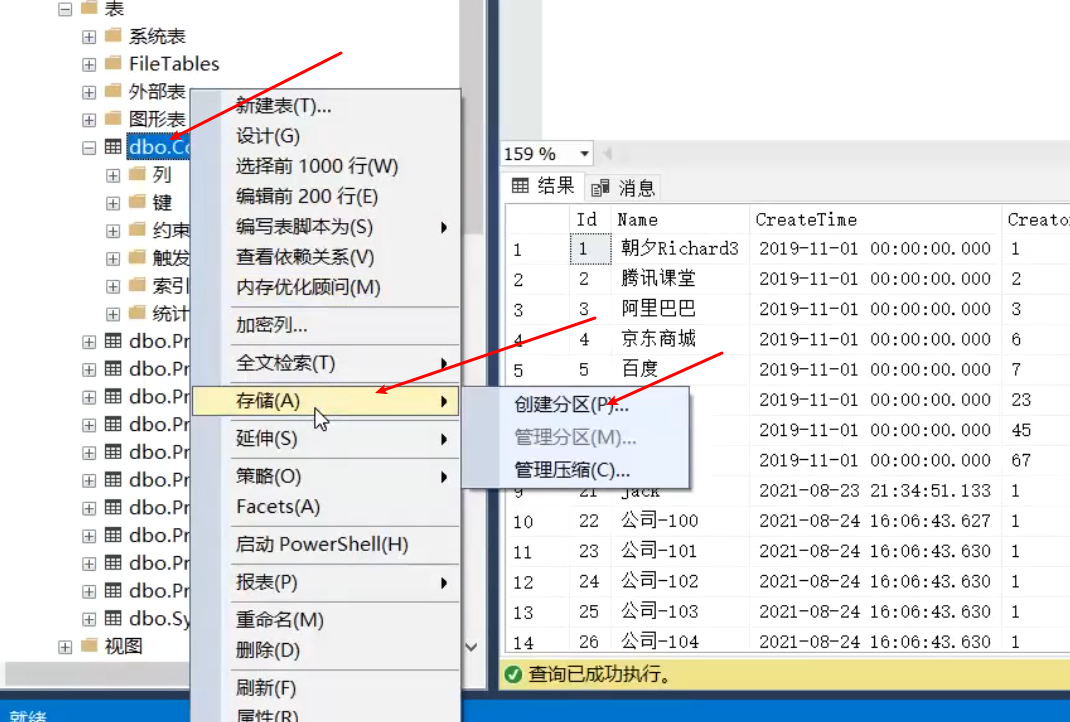 表
系统表
FileTables
外部表
图形表
dbo.Co
列
键
约束
触发
索引
统计
dbo.Pr
dbo.Pr
dbo.Pr
dbo.Pr
dbo.Pr
dbo.Pr
dbo.Pr
dbo.Pr
dbo.Pr
dbo.Pr
dbo.Sy
视图
就绪
新建表(T)...
设计(G)
选择前 1000 行(W)
编辑前 200 行(E)
编写表脚本为(S)
查看依赖关系(V)
内存优化顾问(M)
加密列...
全文检索(T)
存储(A)
延伸(S)
策略(O)
Facets(A)
启动 PowerShell(H)
报表(P)
重命名(M)
删除(D)
刷新(F)
属性(R)
创建分区(P)...
管理分区(M)...
管理压缩(C)...
159 %
结果 消息
Id Name CreateTime Creato
1 1 朝夕Richard3 2019-11-01 00:00:00.000 1
2 2 腾讯课堂 2019-11-01 00:00:00.000 2
3 3 阿里巴巴 2019-11-01 00:00:00.000 3
4 4 京东商城 2019-11-01 00:00:00.000 6
5 5 百度 2019-11-01 00:00:00.000 7
2019-11-01 00:00:00.000 23
2019-11-01 00:00:00.000 45
2019-11-01 00:00:00.000 67
9 21 jack 2021-08-23 21:34:51.133 1
10 22 公司-100 2021-08-24 16:06:43.627 1
11 23 公司-101 2021-08-24 16:06:43.630 1
12 24 公司-102 2021-08-24 16:06:43.630 1
13 25 公司-103 2021-08-24 16:06:43.630 1
14 26 公司-104 2021-08-24 16:06:43.630 1
查询已成功执行。